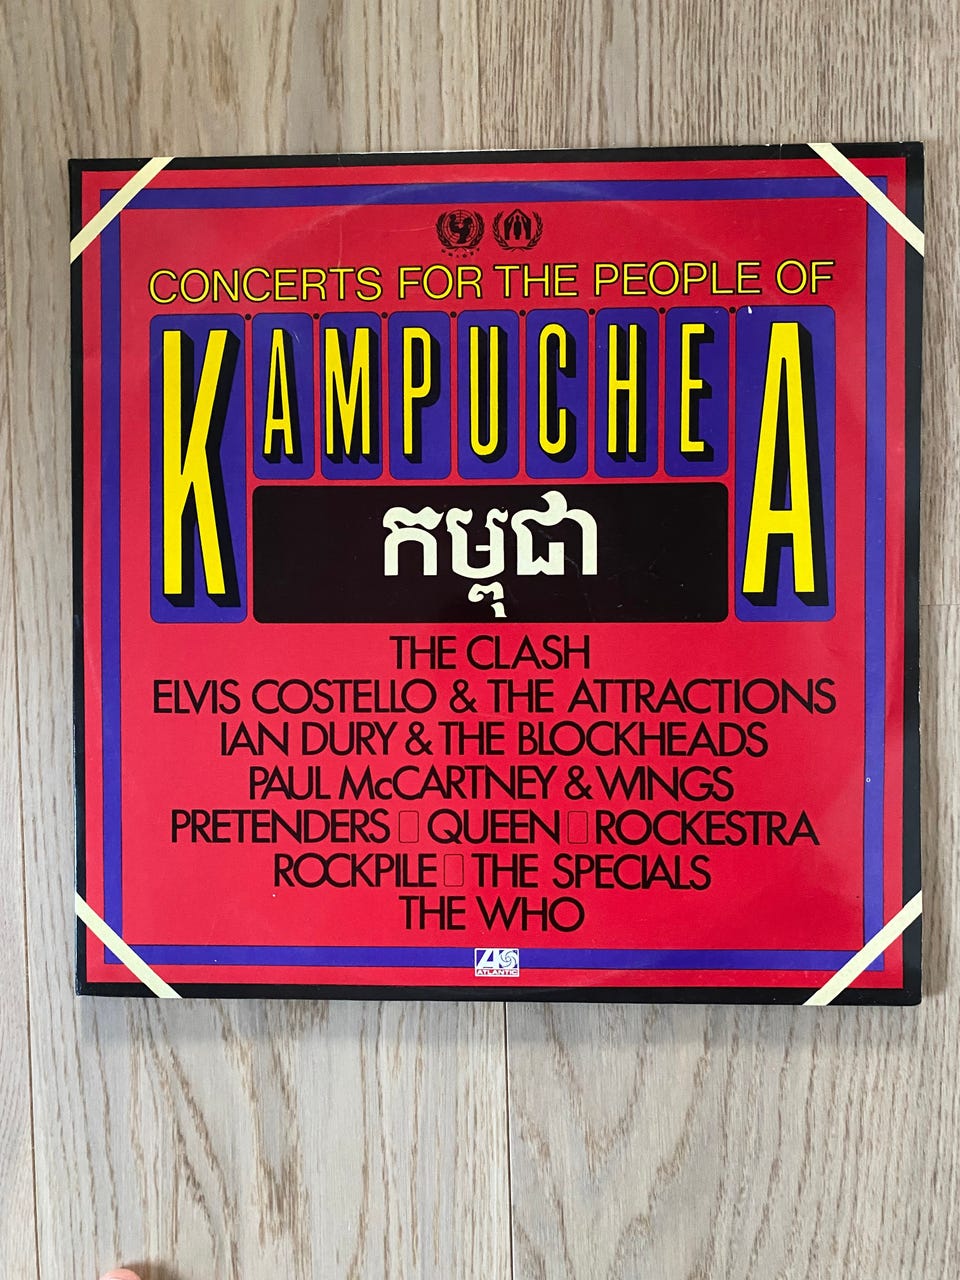 CONCERTS FOR THE PEOPLE OF
KAMPUCHEA
កម្ពុជា
THE CLASH
ELVIS COSTELLO & THE ATTRACTIONS
IAN DURY & THE BLOCKHEADS
PAUL McCARTNEY & WINGS
PRETENDERS QUEEN ROCKESTRA
ROCKPILE THE SPECIALS
THE WHO
ATLANTIC